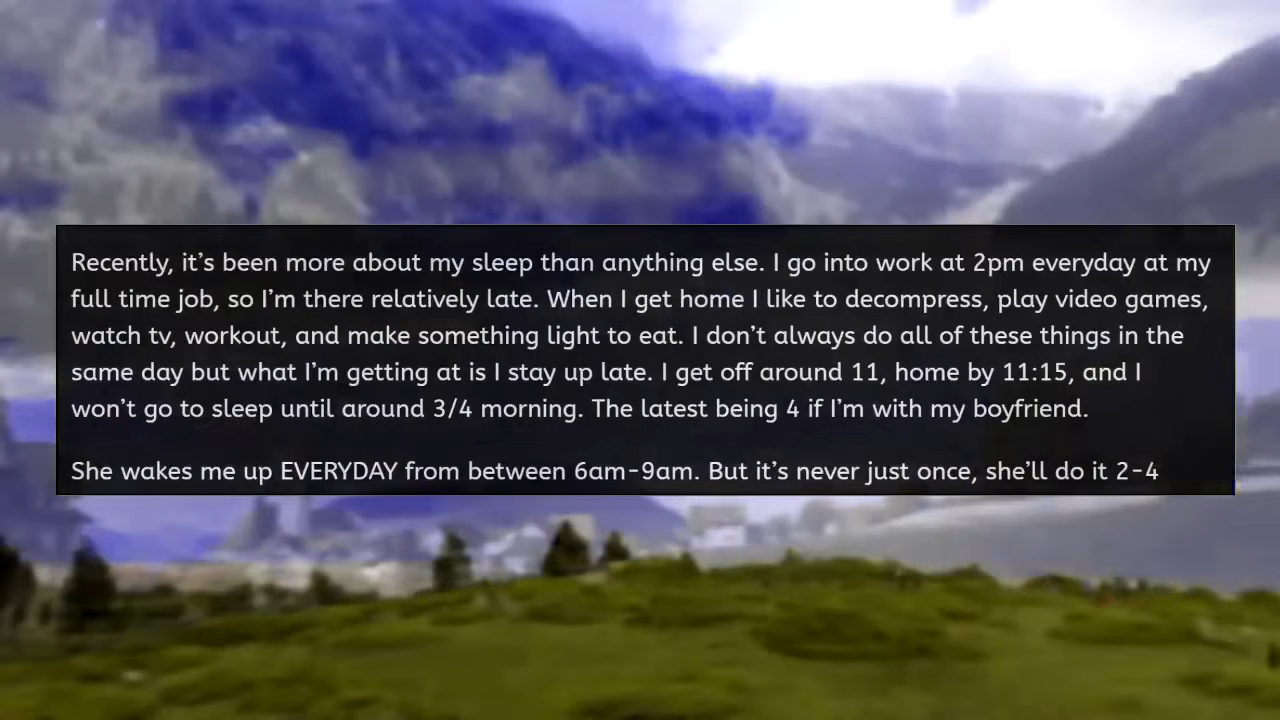 Recently, it’s been more about my sleep than anything else. I go into work at 2pm everyday at my
full time job, so I’m there relatively late. When I get home I like to decompress, play video games,
watch tv, workout, and make something light to eat. I don’t always do all of these things in the
same day but what I’m getting at is I stay up late. I get off around 11, home by 11:15, and I
won’t go to sleep until around 3/4 morning. The latest being 4 if I’m with my boyfriend.
She wakes me up EVERYDAY from between 6am-9am. But it’s never just once, she’ll do it 2-4